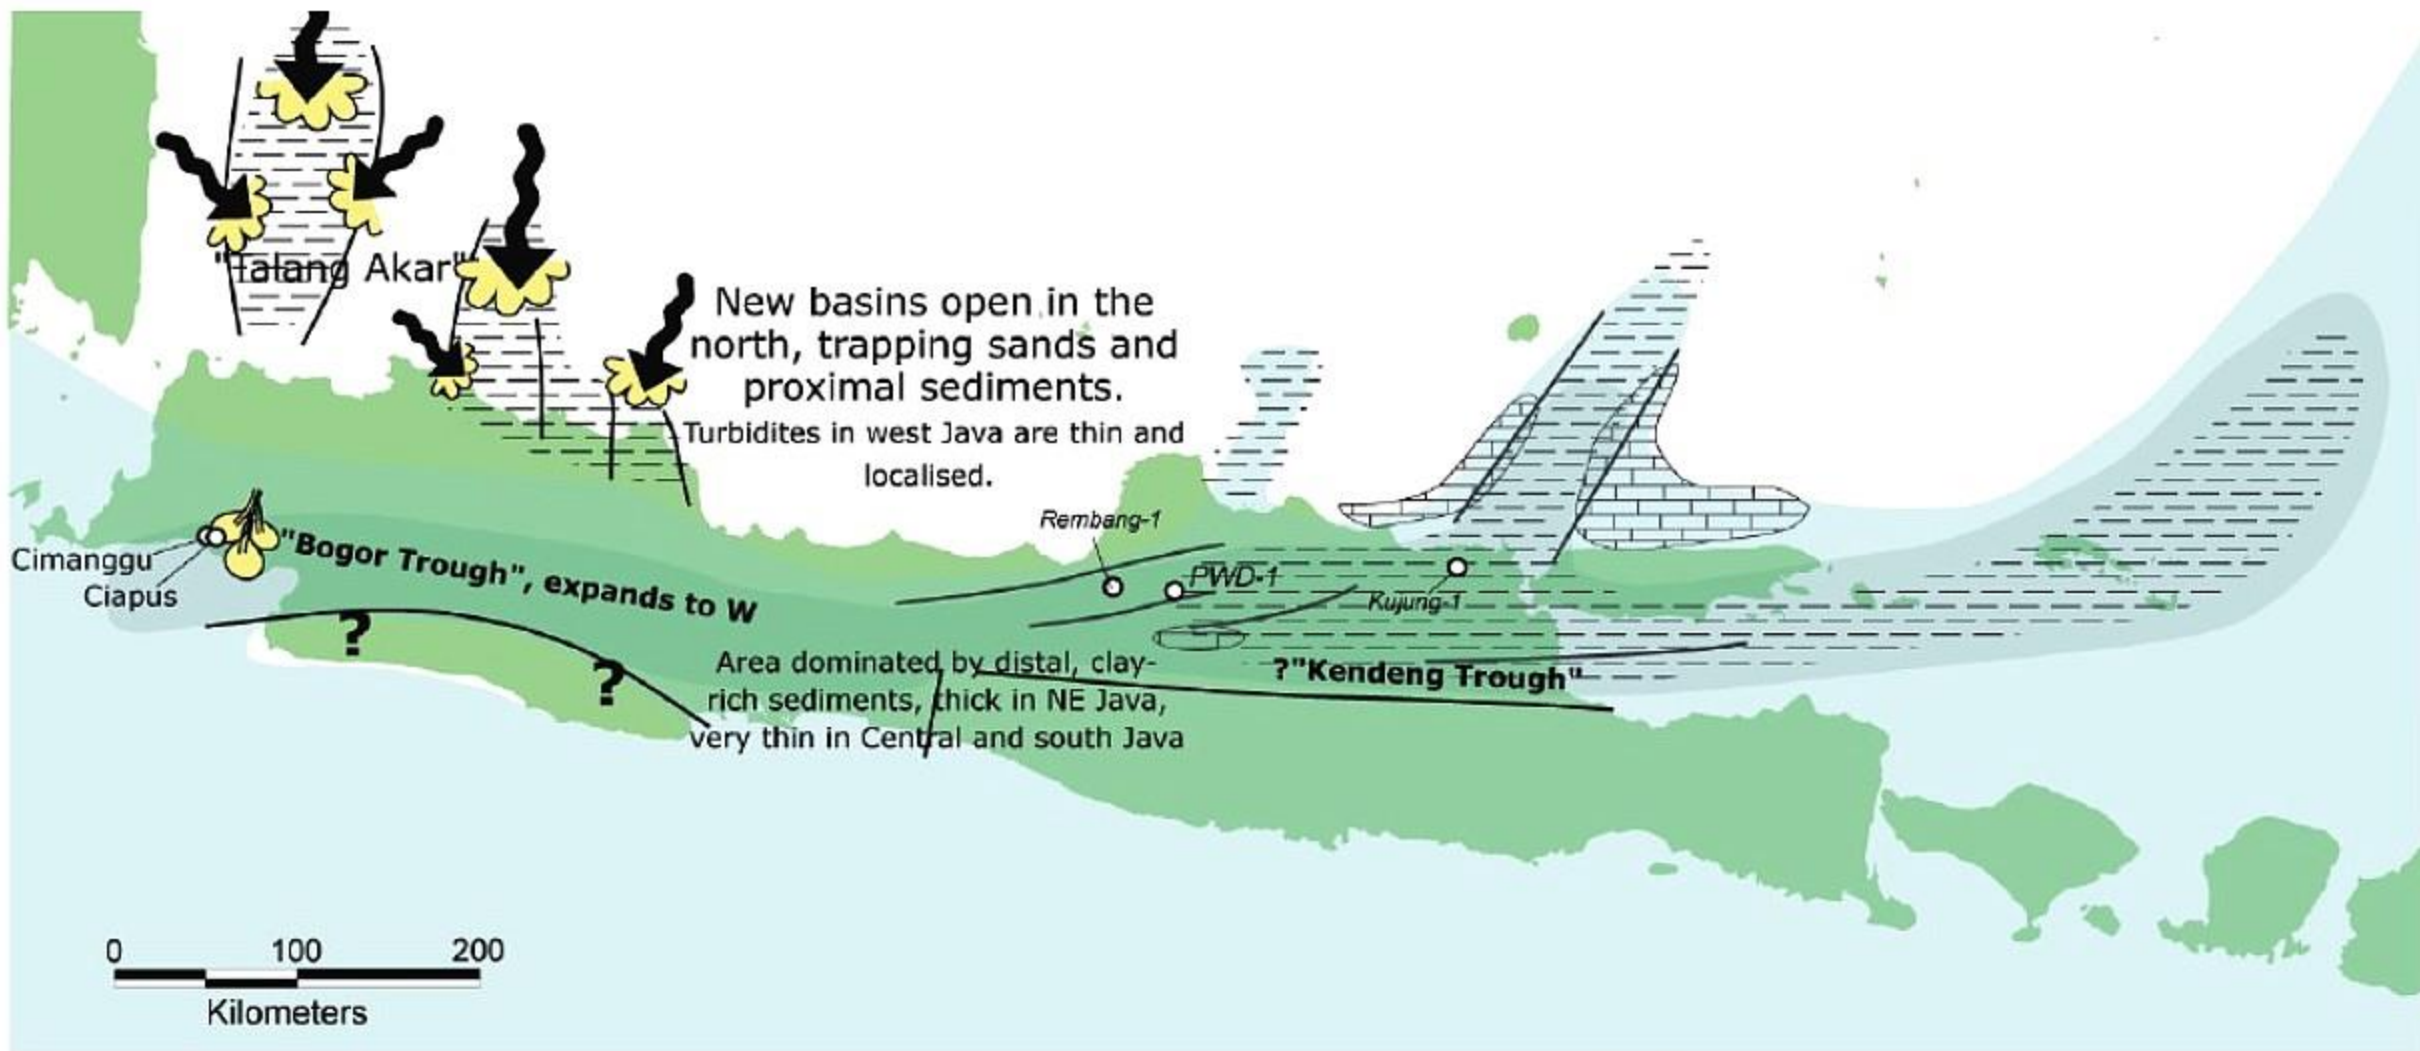 "Talang Akar"
New basins open in the
north, trapping sands and
proximal sediments.
Turbidites in west Java are thin and
localised.
Rembang-1
Cimanggu
Ciapus
"Bogor Trough", expands to W
PWD-1
Kujung-1
?
?
Area dominated by distal, clay-
rich sediments, thick in NE Java,
very thin in Central and south Java
?"Kendeng Trough"
0 100 200
Kilometers